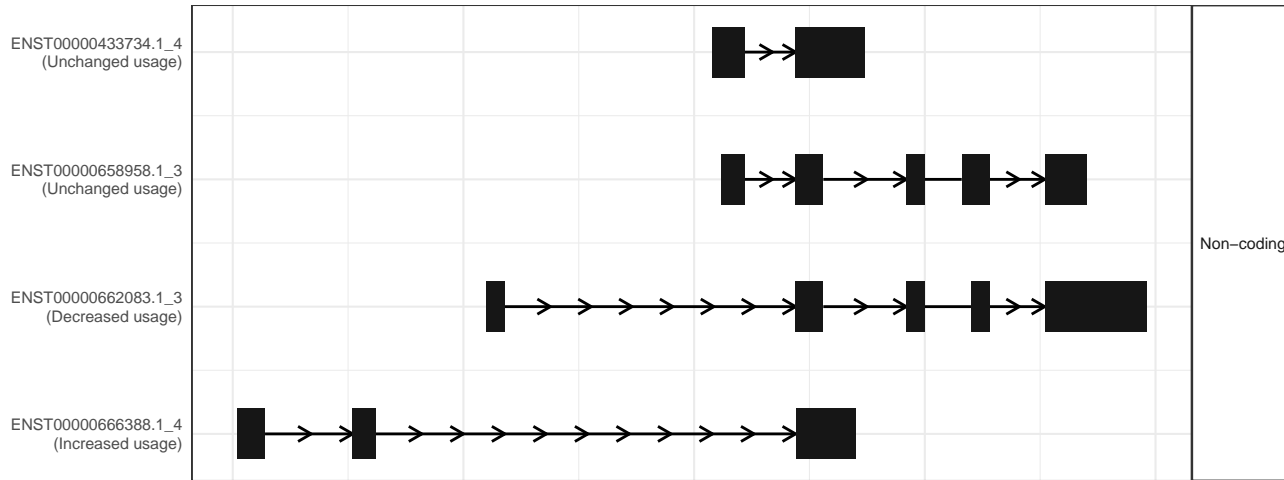 ENST00000433734.1_4
(Unchanged usage)
ENST00000658958.1_3
(Unchanged usage)
Non−coding
ENST00000662083.1_3
(Decreased usage)
ENST00000666388.1_4
(Increased usage)